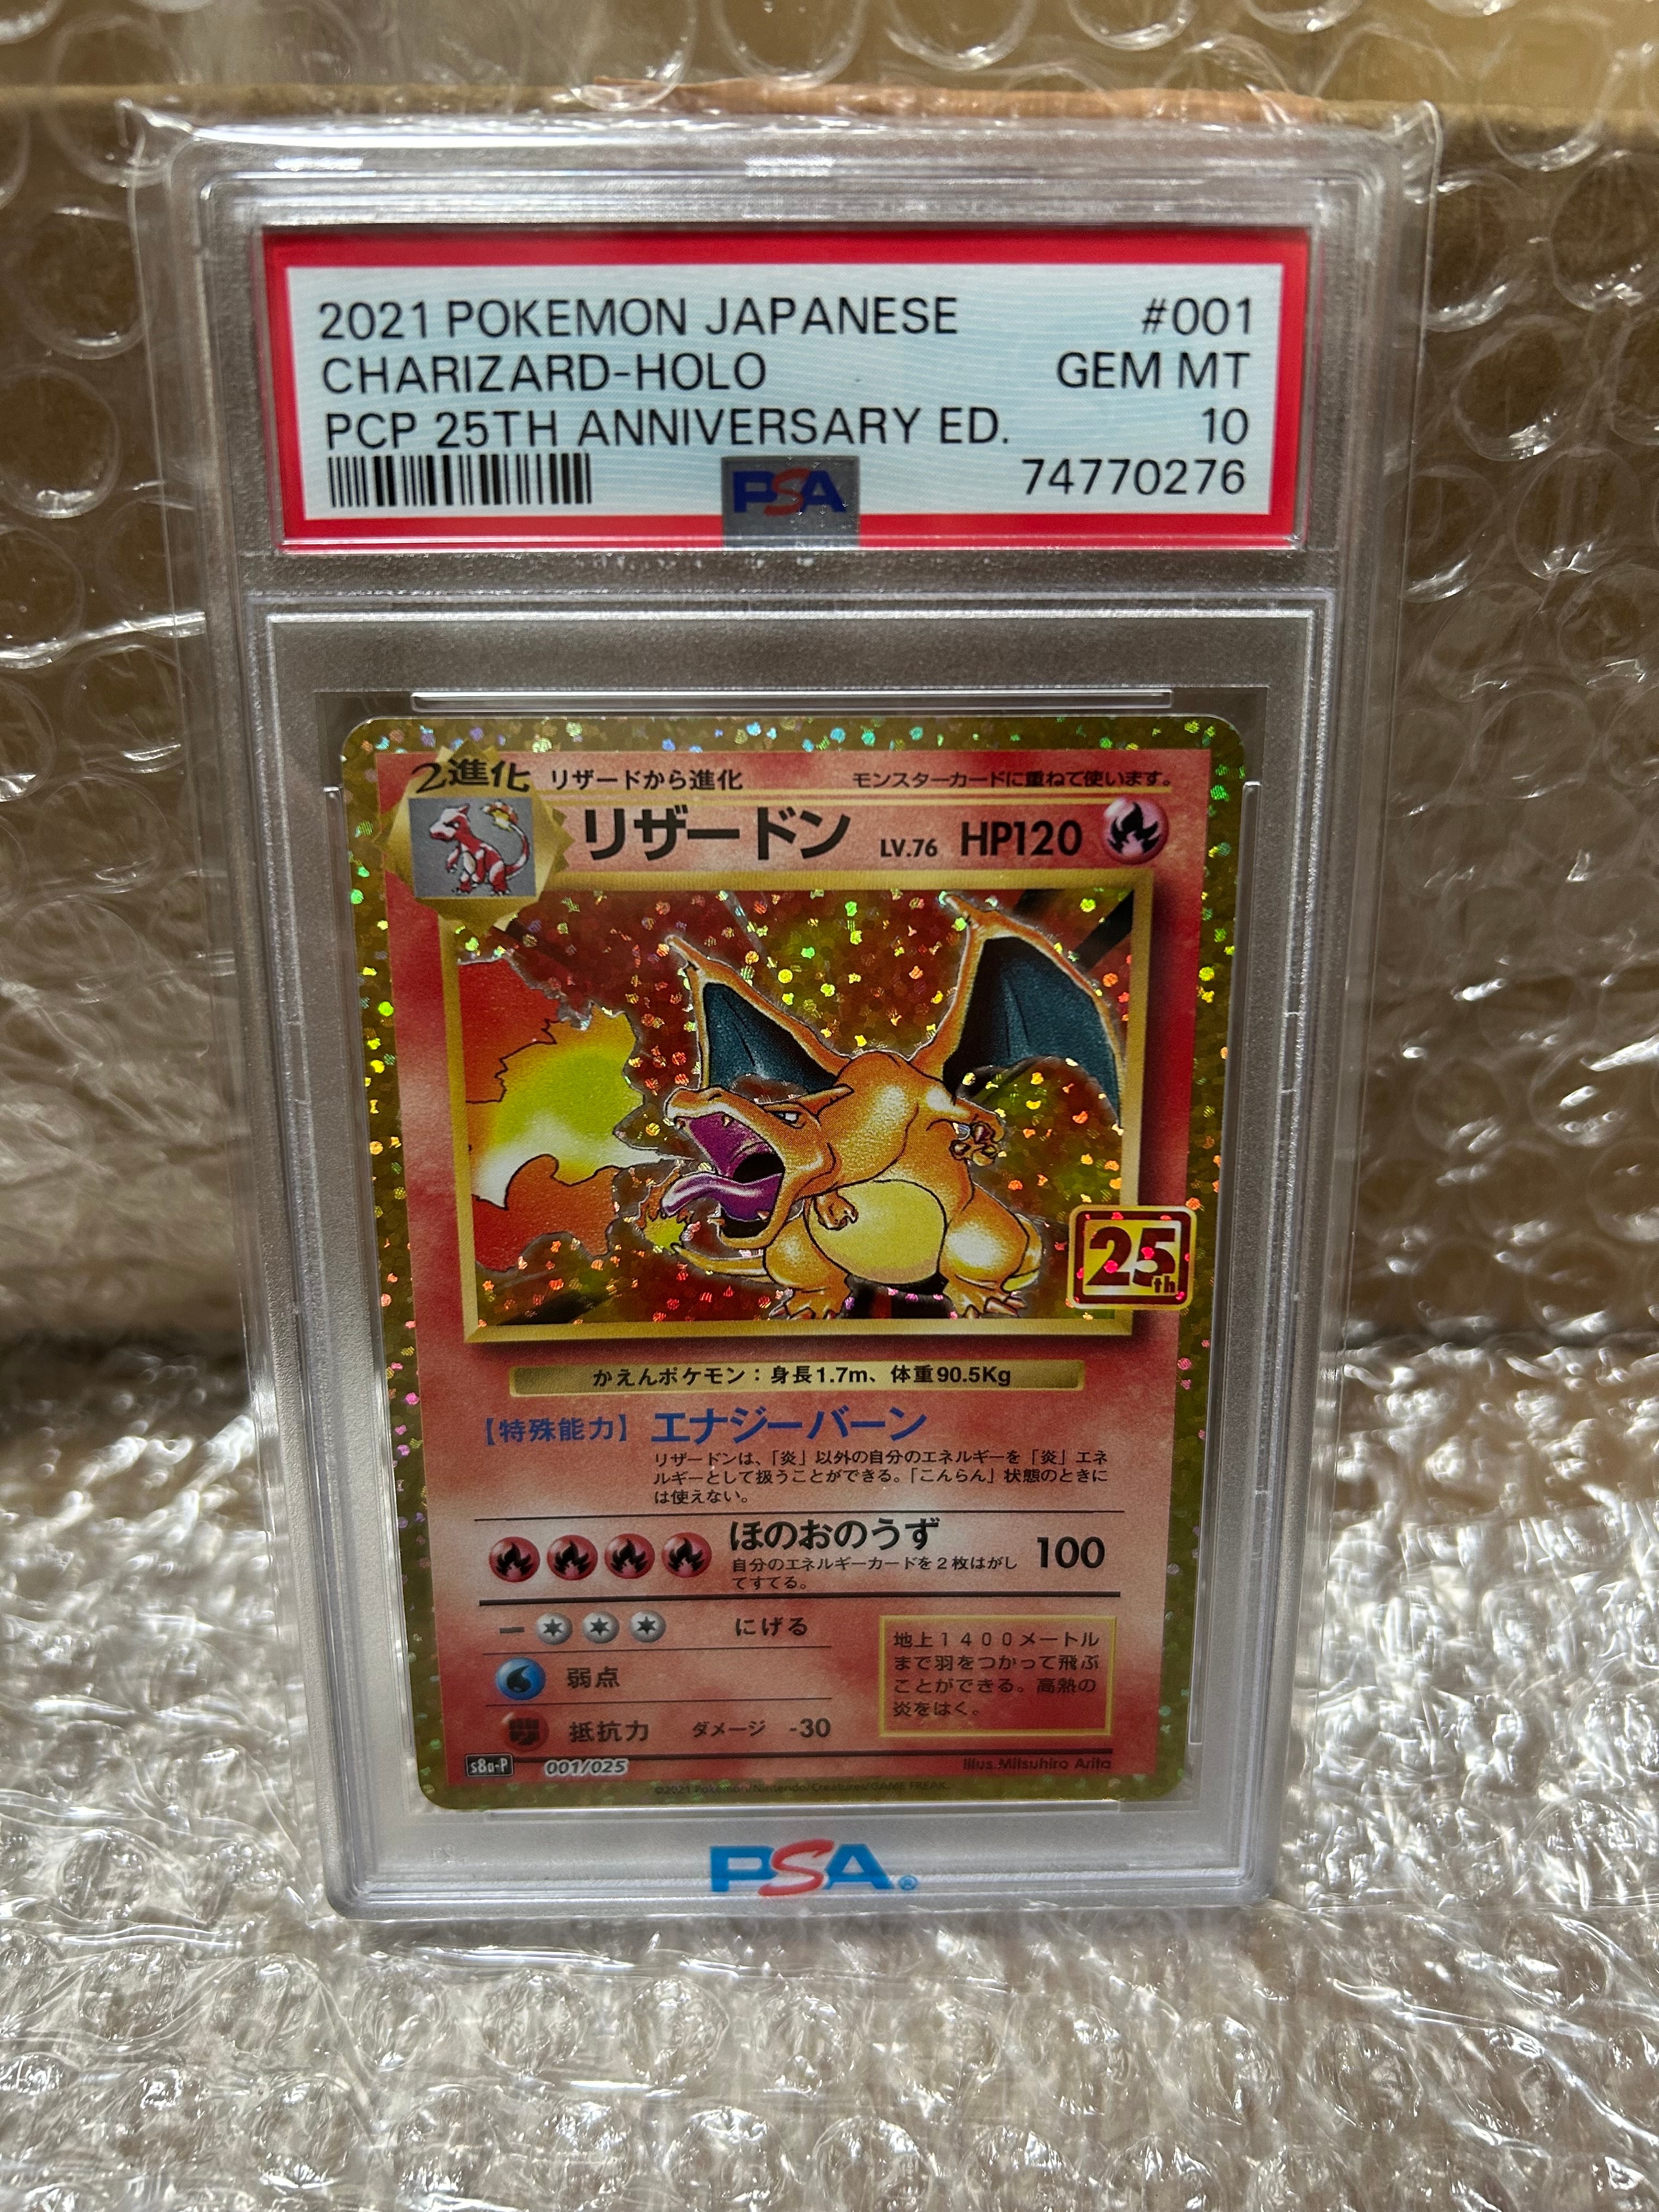 2021 POKEMON JAPANESE #001
CHARIZARD-HOLO GEM MT
PCP 25TH ANNIVERSARY ED. 10
PSA 74770276
2進化 リザードから進化 モンスターカードに重ねて使います。
リザードン LV.76 HP120
25th
かえんポケモン：身長1.7m、体重90.5Kg
【特殊能力】 エナジーバーン
リザードンは、「炎」以外の自分のエネルギーを「炎」エネ
ルギーとして扱うことができる。「こんらん」状態のときに
は使えない。
ほのおのうず 100
自分のエネルギーカードを２枚はがし
てすてる。
にげる
弱点
抵抗力 ダメージ -30
地上１４００メートル
まで羽をつかって飛ぶ
ことができる。高熱の
炎をはく。
s8a-P 001/025 Illus.Mitsuhiro Arita
©2021 Pokémon/Nintendo/Creatures/GAME FREAK.
PSA®